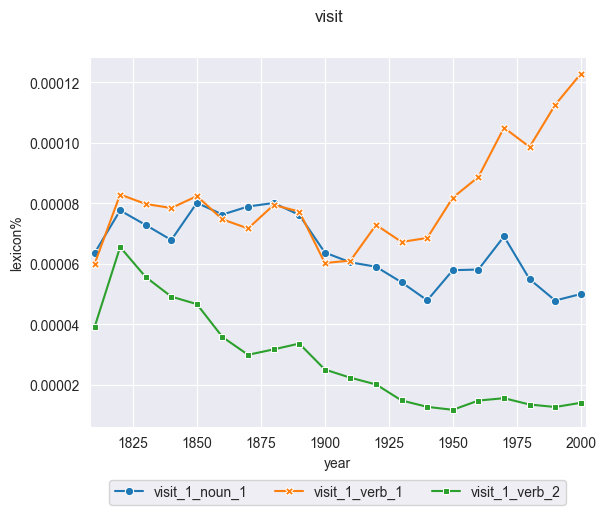 visit
0.00012
0.00010
0.00008
0.00006
0.00004
0.00002
lexicon%
1825 1850 1875 1900 1925 1950 1975 2000
year
visit_1_noun_1 visit_1_verb_1 visit_1_verb_2